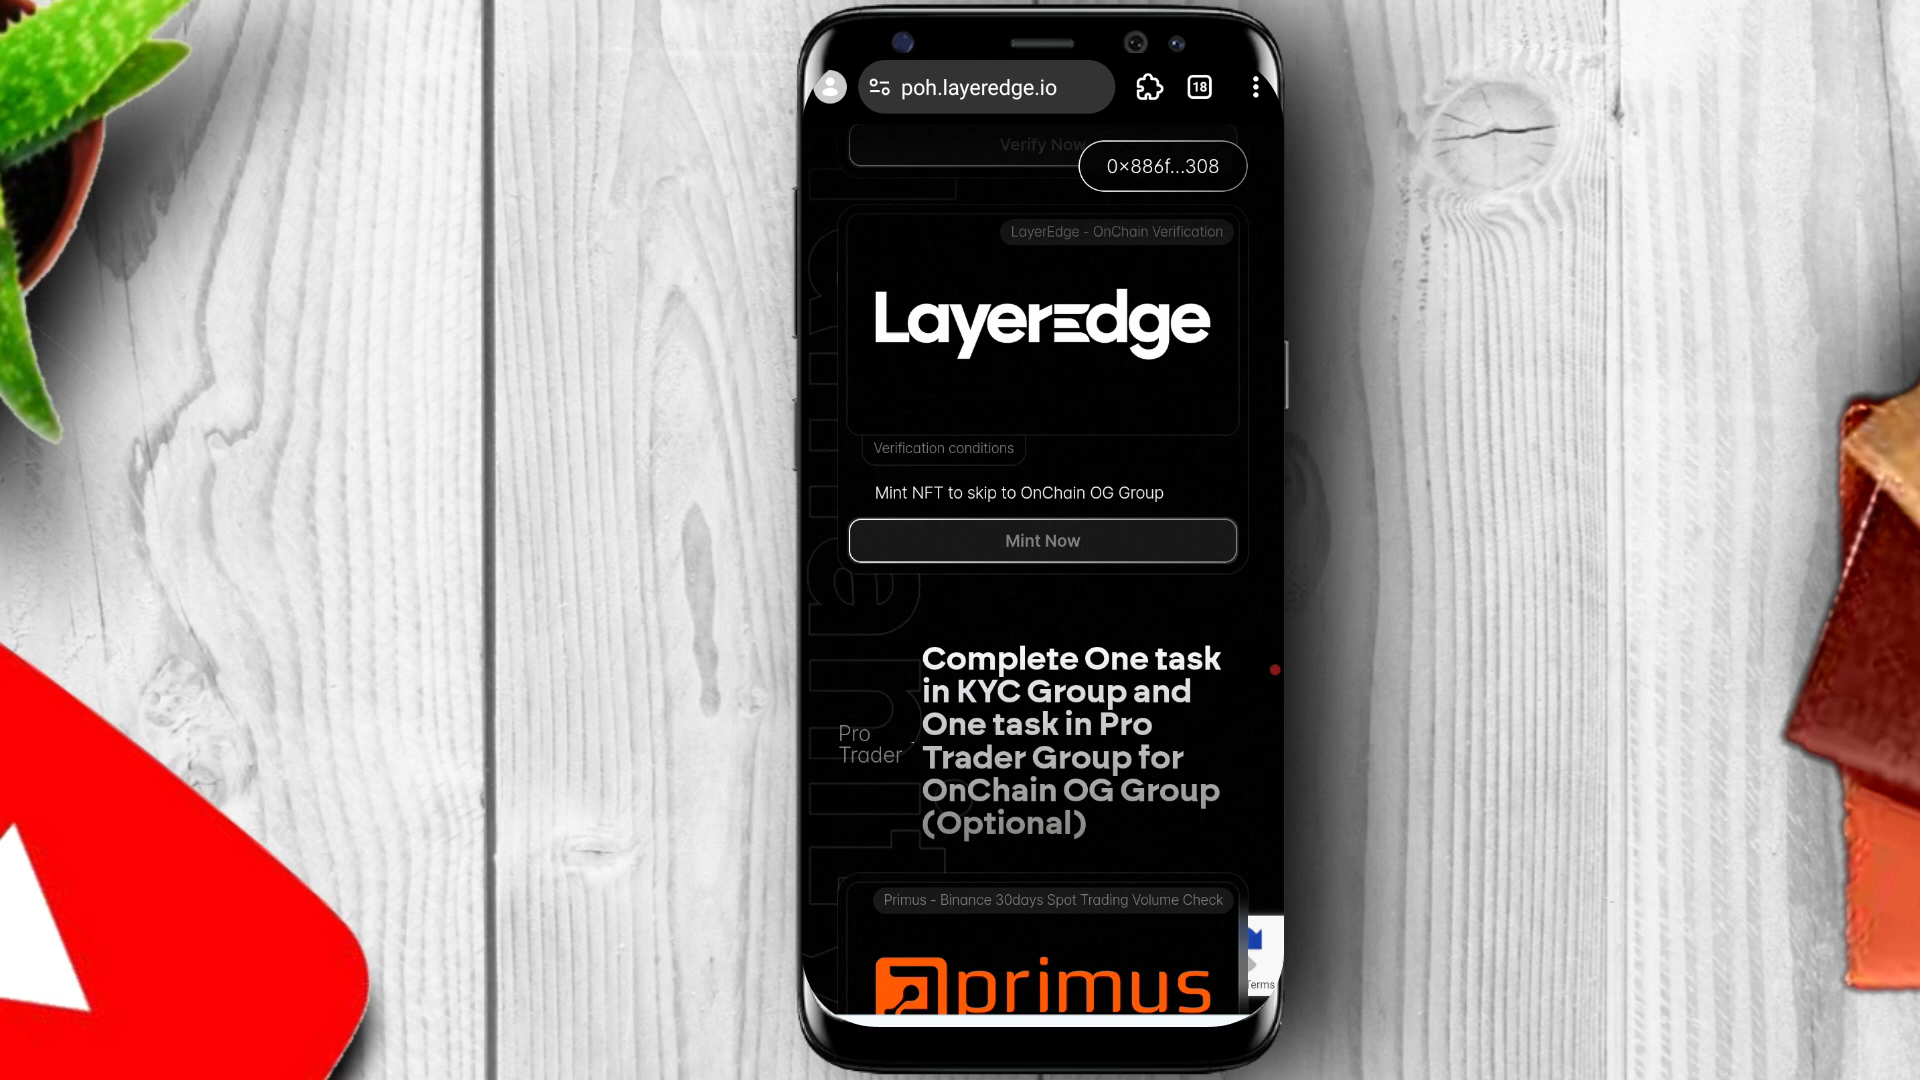 poh.layeredge.io
18
Verify Now
0×886f...308
LayerEdge - OnChain Verification
LayerEdge
Verification conditions
Mint NFT to skip to OnChain OG Group
Mint Now
Complete One task
in KYC Group and
One task in Pro
Trader Group for
OnChain OG Group
(Optional)
Pro
Trader
Primus - Binance 30days Spot Trading Volume Check
primus
Terms